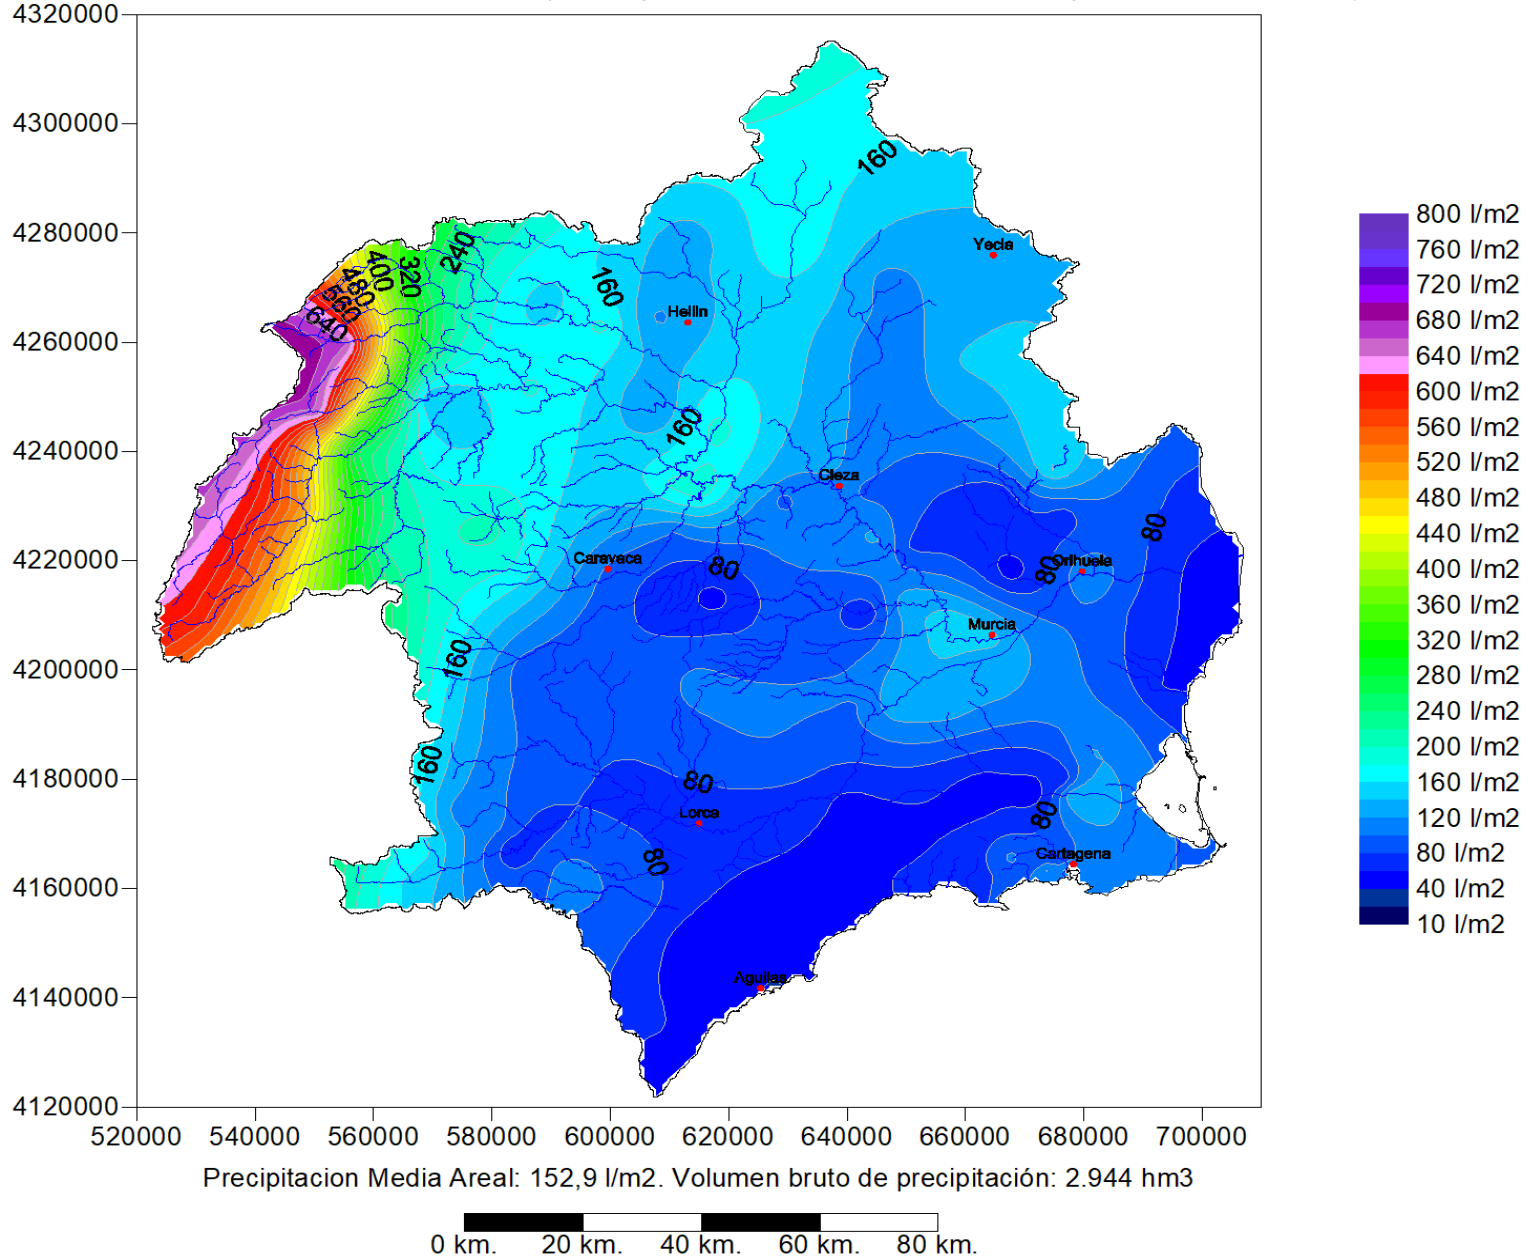 4320000
4300000
4280000
4260000
4240000
4220000
4200000
4180000
4160000
4140000
4120000
520000 540000 560000 580000 600000 620000 640000 660000 680000 700000
160
240
320
400
480
560
640
160
Yecla
Hellin
160
Cieza
80
Caravaca
80
80
Orihuela
Murcia
160
160
80
Lorca
80
80
Cartagena
Aguilas
800 l/m2
760 l/m2
720 l/m2
680 l/m2
640 l/m2
600 l/m2
560 l/m2
520 l/m2
480 l/m2
440 l/m2
400 l/m2
360 l/m2
320 l/m2
280 l/m2
240 l/m2
200 l/m2
160 l/m2
120 l/m2
80 l/m2
40 l/m2
10 l/m2
Precipitacion Media Areal: 152,9 l/m2. Volumen bruto de precipitación: 2.944 hm3
0 km. 20 km. 40 km. 60 km. 80 km.